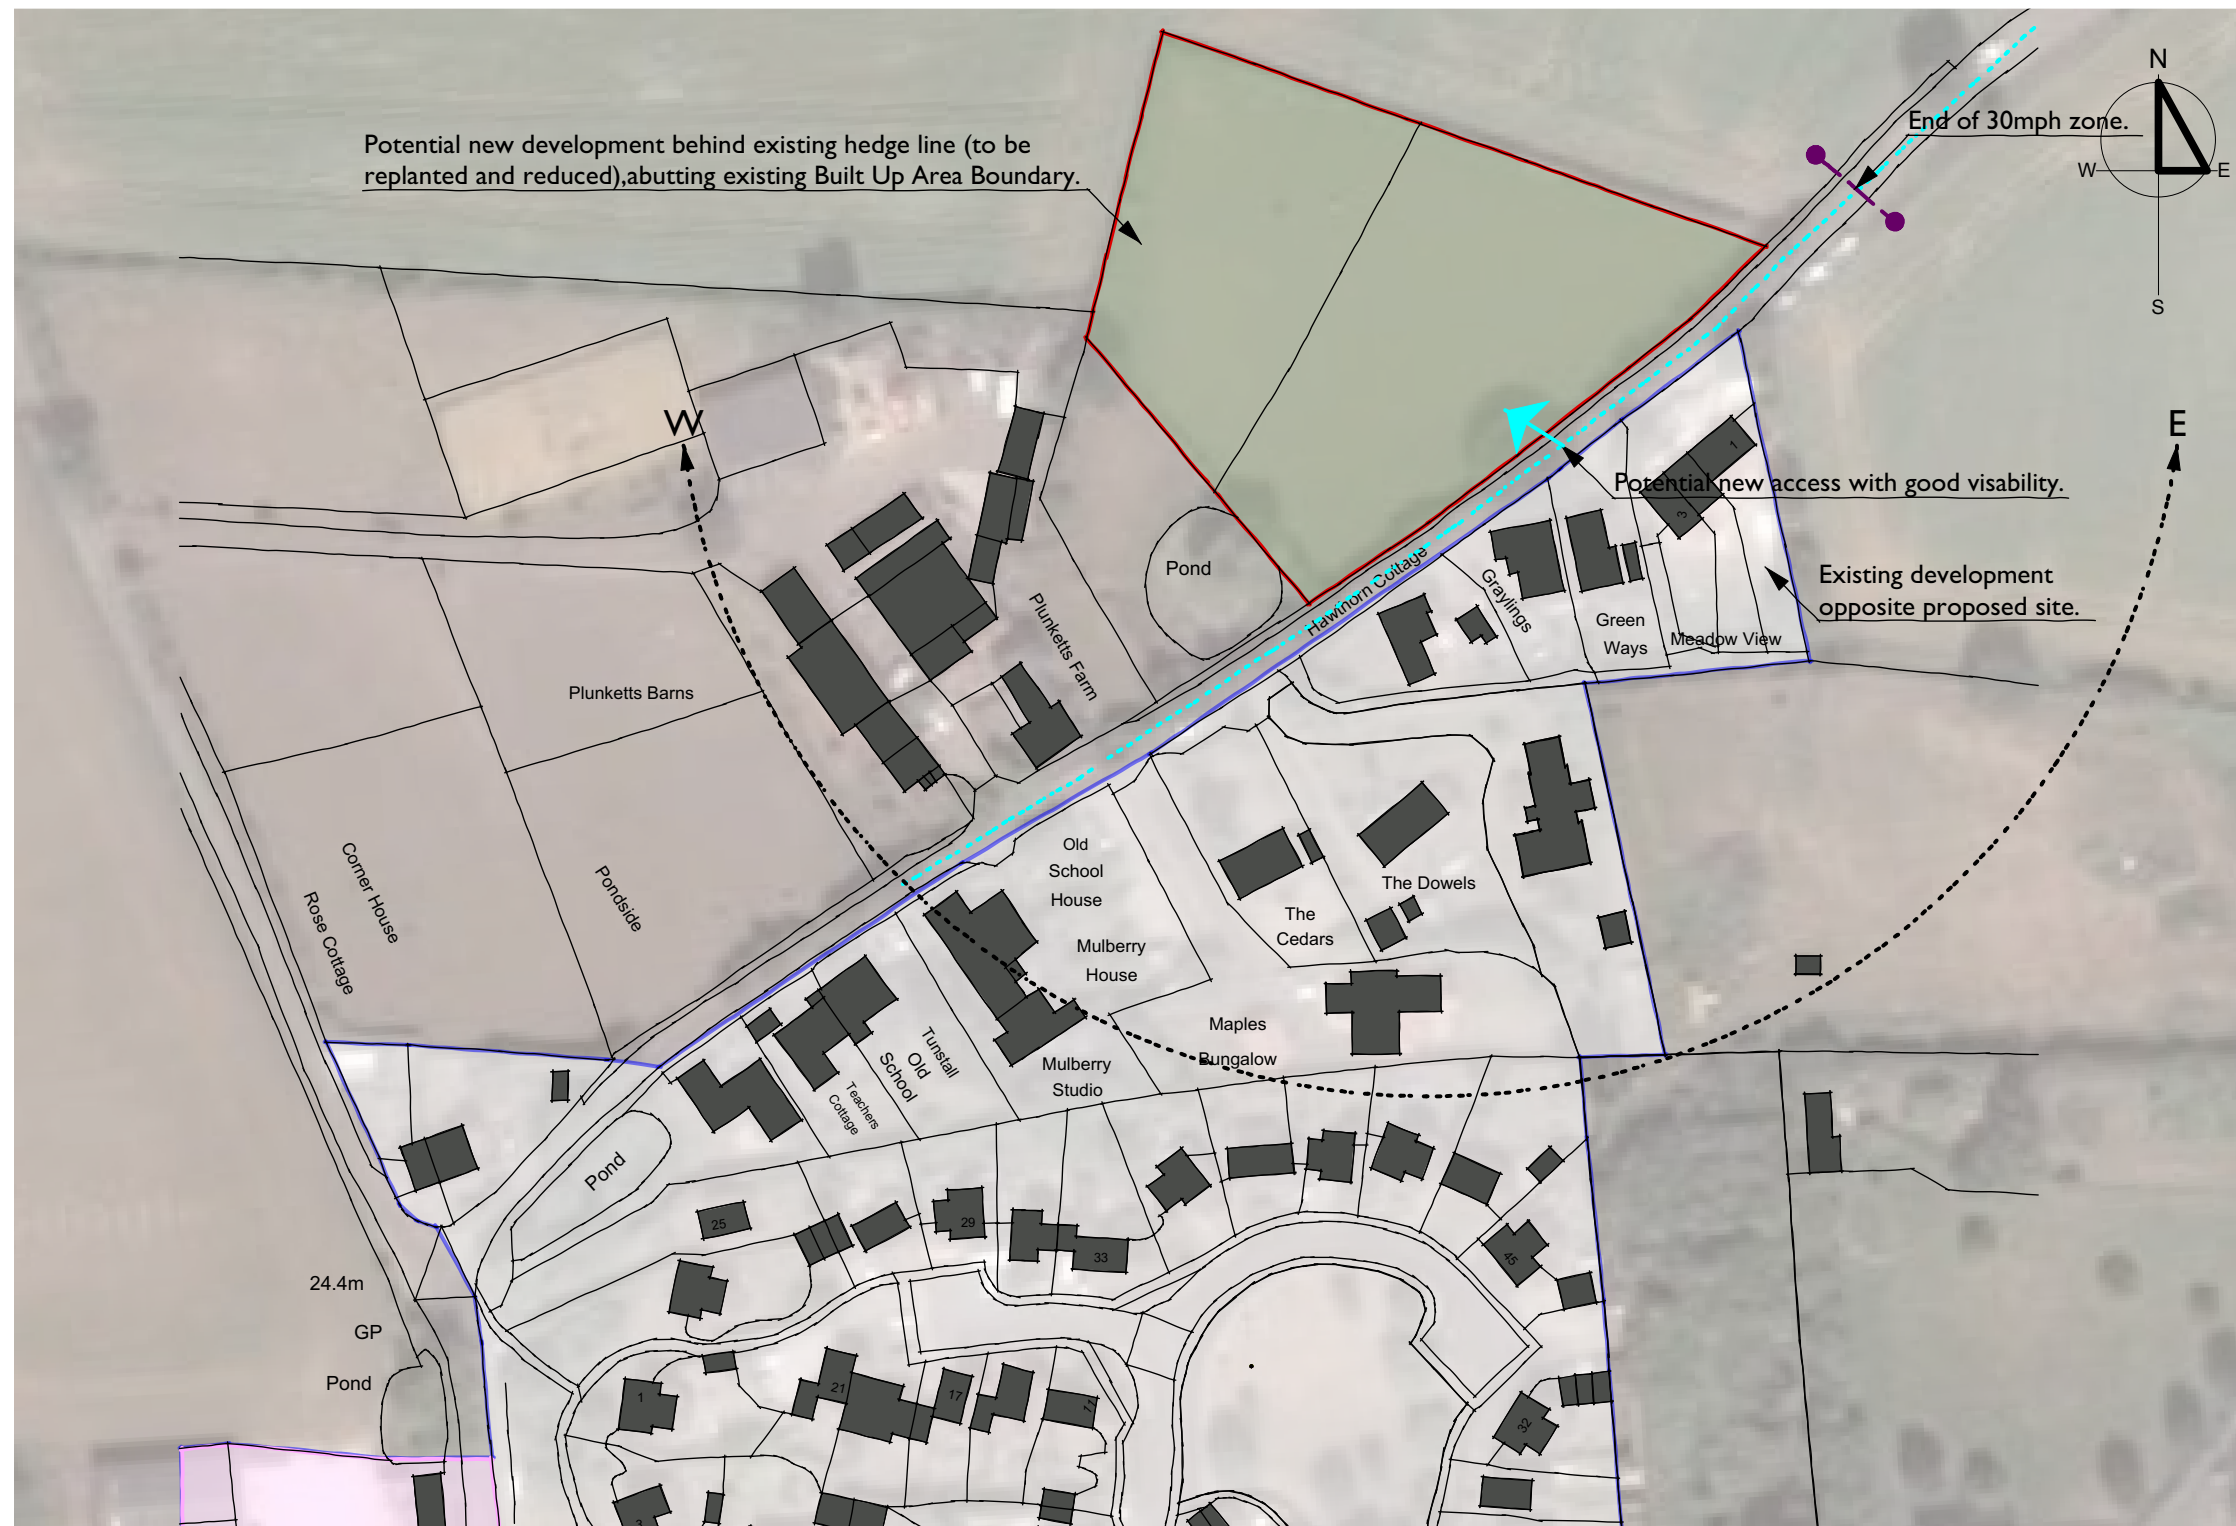 N
End of 30mph zone.
Potential new development behind existing hedge line (to be
replanted and reduced),abutting existing Built Up Area Boundary.
W
E
S
W
E
Potential new access with good visability.
1
3
Pond
Hawthorn Cottage
Graylings
Existing development
opposite proposed site.
Green
Ways
Meadow View
Plunketts Farm
Plunketts Barns
Old
School
House
Corner House
Rose Cottage
Pondside
The Dowels
The
Cedars
Mulberry
House
Maples
Bungalow
Tunstall
Old
School
Mulberry
Studio
Teachers
Cottage
Pond
25
29
33
45
24.4m
GP
Pond
1
21
17
11
32
3